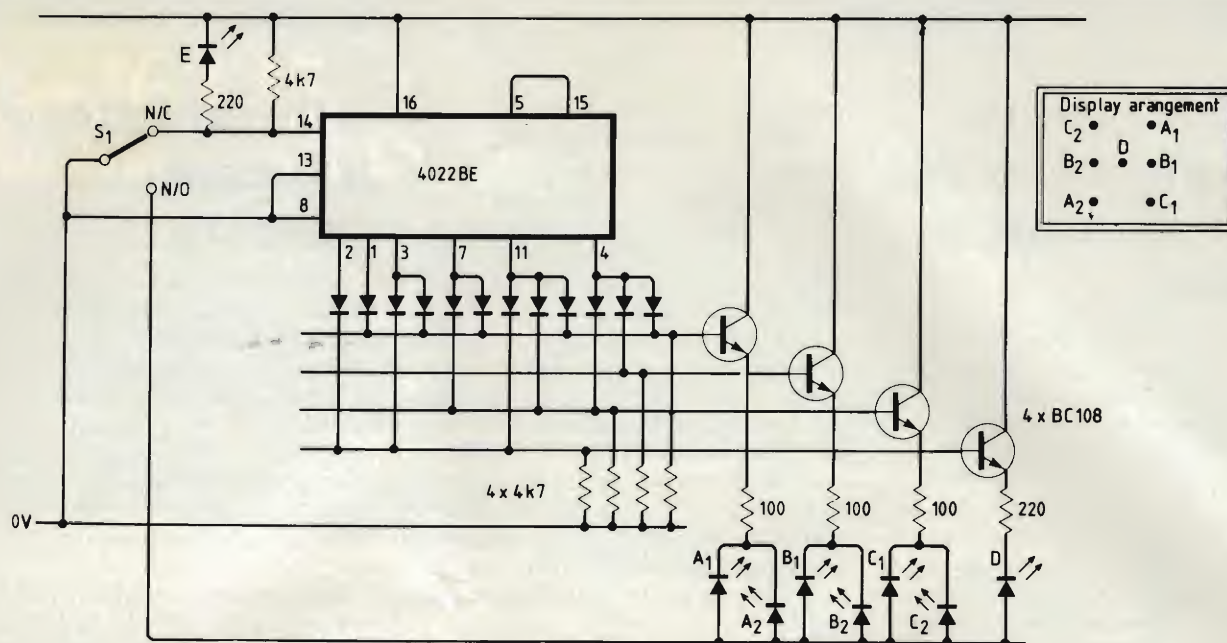 E
4k7
220
16
5
15
N/C
S1
14
13
8
4022BE
N/O
2
1
3
7
11
4
Display arangement
C2
A1
D
B2
B1
A2
C1
4 x BC108
4 x 4k7
0V
100
100
100
220
A1
A2
B1
B2
C1
C2
D